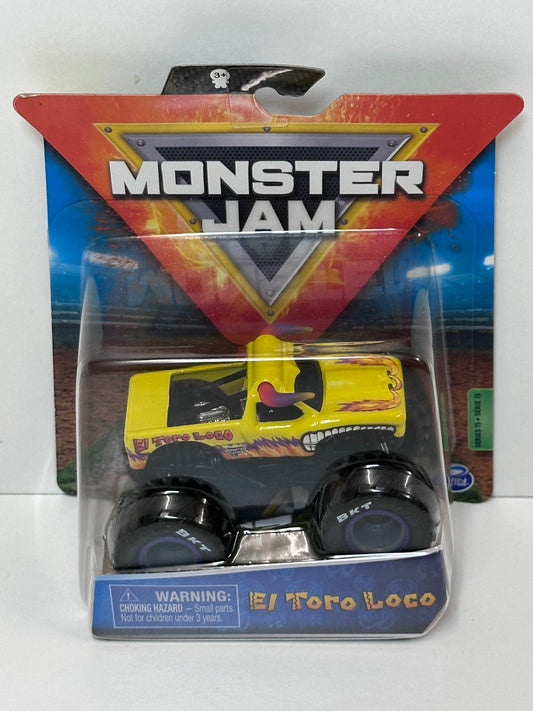 3+
MONSTER
JAM
EL TORO LOCO
BKT
BKT
SERIES 15 • SÉRIE 15
WARNING:
CHOKING HAZARD — Small parts.
Not for children under 3 years.
El Toro Loco